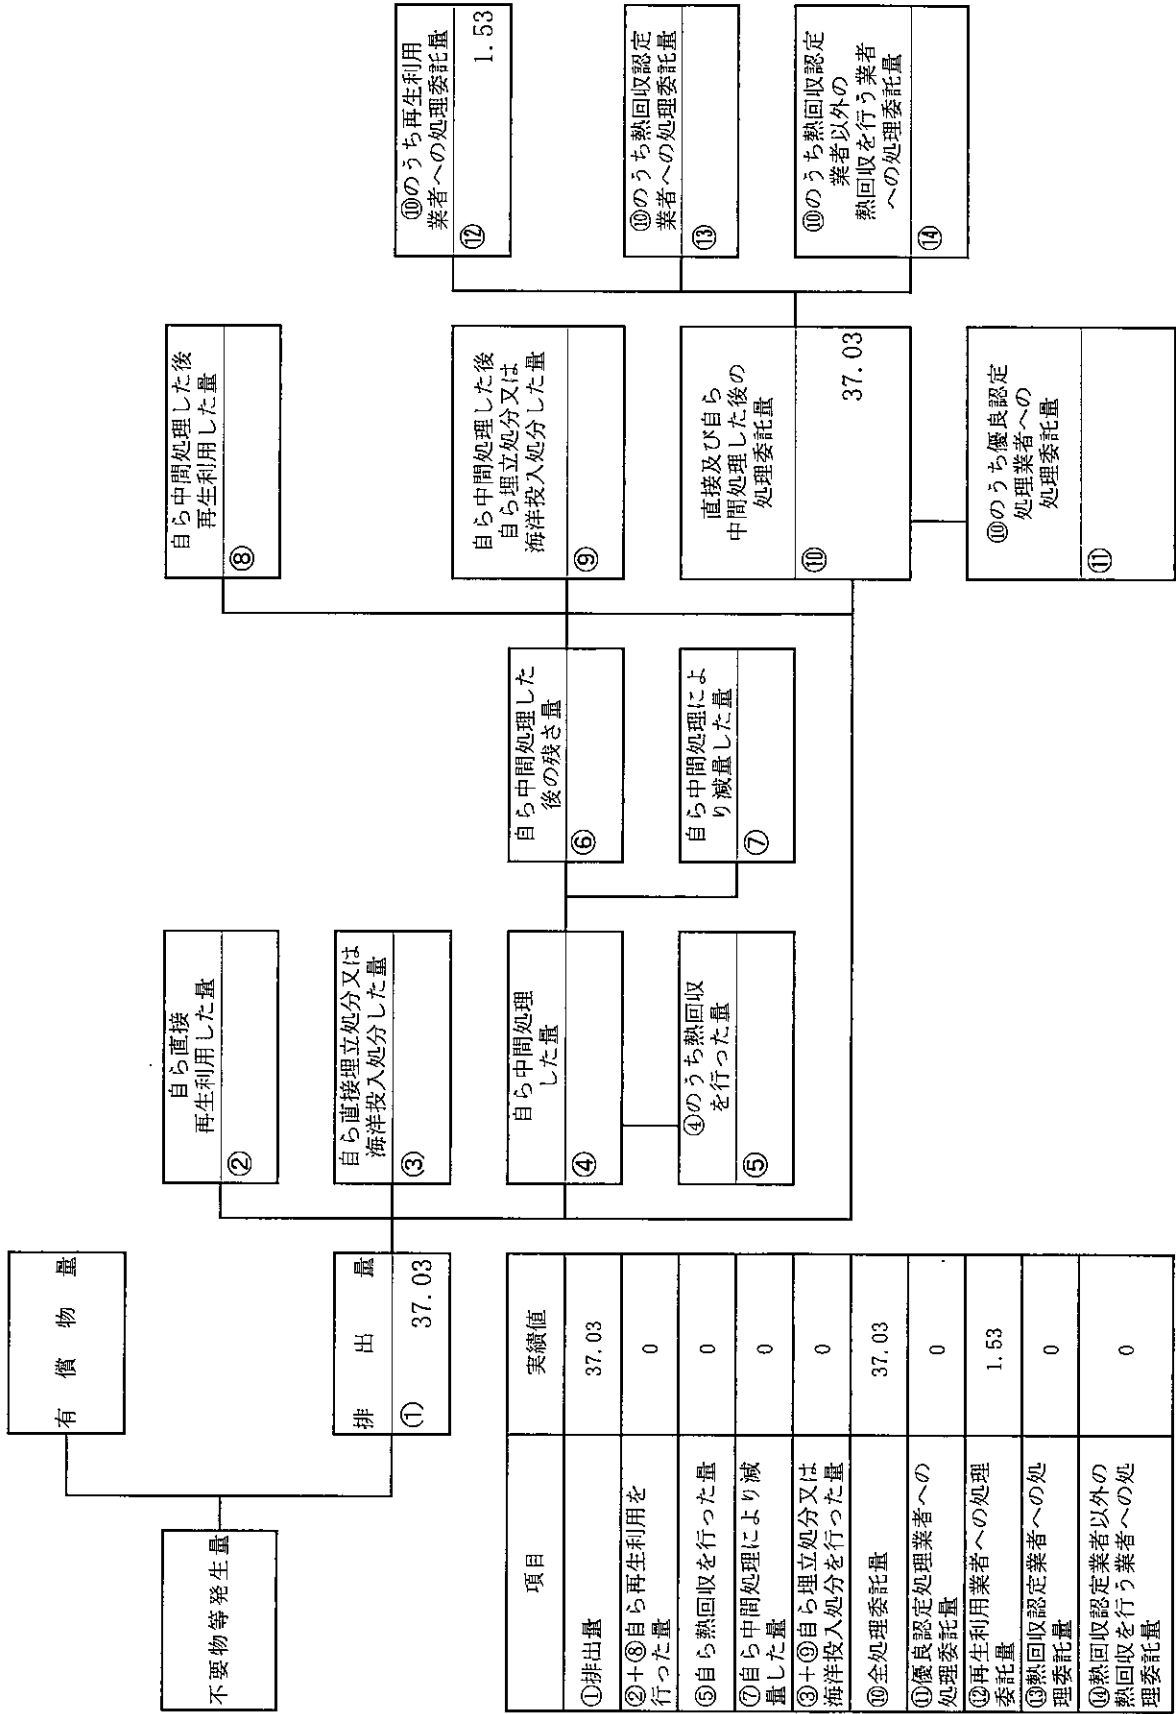 不要物等発生量
有償物量
排出量
① 37.03
自ら直接
再生利用した量
②
自ら直接埋立処分又は
海洋投入処分した量
③
自ら中間処理
した量
④
④のうち熱回収
を行った量
⑤
自ら中間処理した
後の残さ量
⑥
自ら中間処理によ
り減量した量
⑦
自ら中間処理した後
再生利用した量
⑧
自ら中間処理した後
自ら埋立処分又は
海洋投入処分した量
⑨
直接及び自ら
中間処理した後の
処理委託量
⑩ 37.03
⑩のうち優良認定
処理業者への
処理委託量
⑪
⑩のうち再生利用
業者への処理委託量
⑫ 1.53
⑩のうち熱回収認定
業者への処理委託量
⑬
⑩のうち熱回収認定
業者以外の
熱回収を行う業者
への処理委託量
⑭
項目 実績値
①排出量 37.03
②+⑧自ら再生利用を
行った量 0
⑤自ら熱回収を行った量 0
⑦自ら中間処理により減
量した量 0
③+⑨自ら埋立処分又は
海洋投入処分を行った量 0
⑩全処理委託量 37.03
⑪優良認定処理業者への
処理委託量 0
⑫再生利用業者への処理
委託量 1.53
⑬熱回収認定業者への処
理委託量 0
⑭熱回収認定業者以外の
熱回収を行う業者への処
理委託量 0